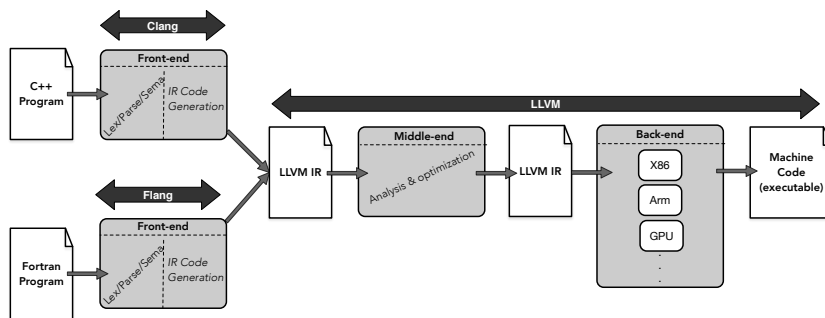 Clang
Front-end
C++
Program
Lex/Parse/Sema
IR Code
Generation
LLVM
LLVM IR
Middle-end
Analysis & optimization
LLVM IR
Back-end
X86
Arm
GPU
.
.
.
Machine
Code
(executable)
Flang
Front-end
Fortran
Program
Lex/Parse/Sema
IR Code
Generation